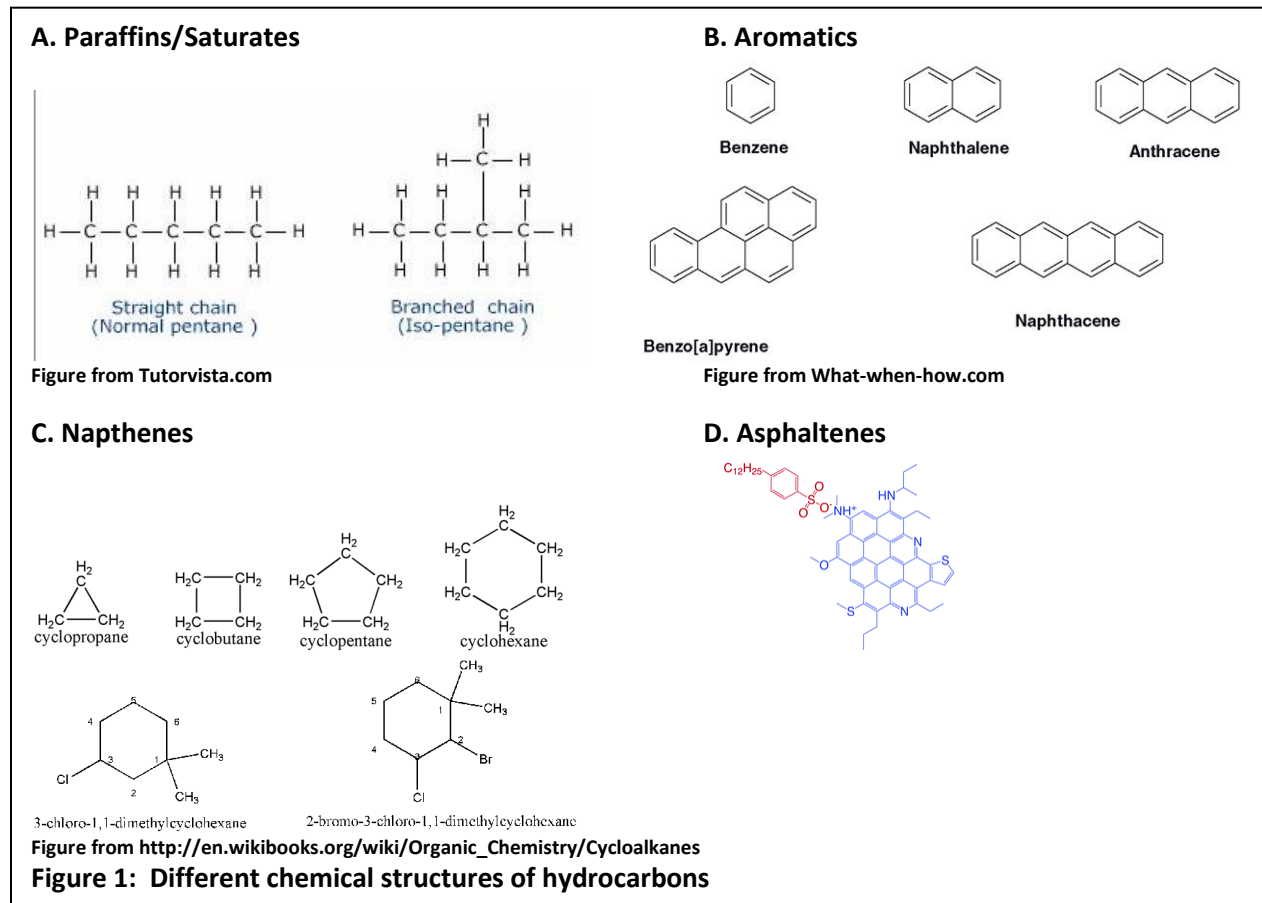 A. Paraffins/Saturates
H H H H H
H—C—C—C—C—C—H
H H H H H
Straight chain
(Normal pentane )
H
H—C—H
H H H
H—C—C—C—C—H
H H H H
Branched chain
(Iso-pentane )
Figure from Tutorvista.com
B. Aromatics
Benzene
Naphthalene
Anthracene
Benzo[a]pyrene
Naphthacene
Figure from What-when-how.com
C. Napthenes
C
H₂
H₂C CH₂
cyclopropane
H₂C CH₂
H₂C CH₂
cyclobutane
H₂
C
H₂C CH₂
H₂C CH₂
cyclopentane
H₂
C
H₂C CH₂
H₂C CH₂
C
H₂
cyclohexane
5
4 6
3 1
Cl CH₃
2 CH₃
3-chloro-1,1-dimethylcyclohexane
CH₃
6
5 1 CH₃
4 2
3 Br
Cl
2-bromo-3-chloro-1,1-dimethylcyclohexane
Figure from http://en.wikibooks.org/wiki/Organic_Chemistry/Cycloalkanes
D. Asphaltenes
C₁₂H₂₅
O
S O⁻
O
NH⁺
HN
N
O
S
S
N
Figure 1: Different chemical structures of hydrocarbons